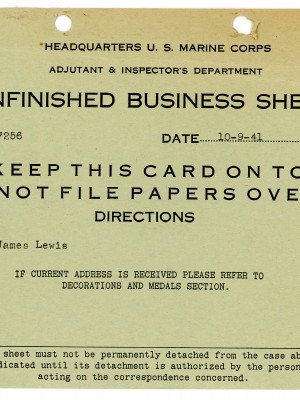 HEADQUARTERS U. S. MARINE CORPS
ADJUTANT & INSPECTOR'S DEPARTMENT
NFINISHED BUSINESS SHE
7256 DATE 10-9-41
KEEP THIS CARD ON TO
NOT FILE PAPERS OVE
DIRECTIONS
James Lewis
IF CURRENT ADDRESS IS RECEIVED PLEASE REFER TO
DECORATIONS AND MEDALS SECTION.
sheet must not be permanently detached from the case ab
dicated until its detachment is authorized by the person
acting on the correspondence concerned.